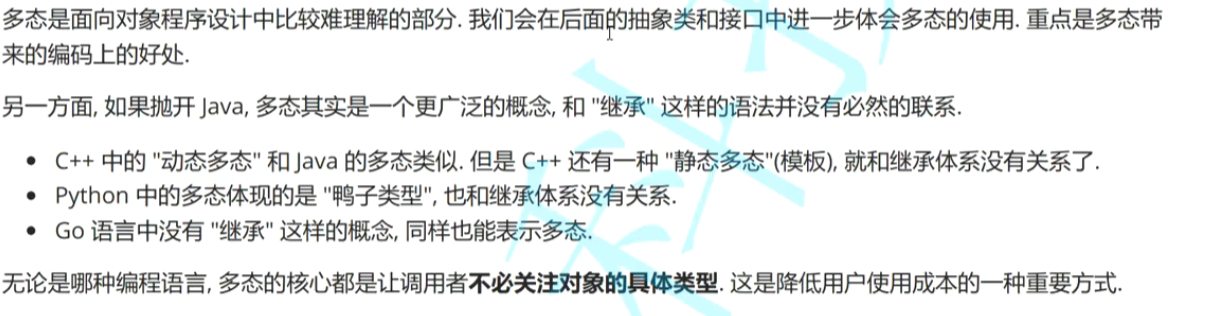 多态是面向对象程序设计中比较难理解的部分. 我们会在后面的抽象类和接口中进一步体会多态的使用. 重点是多态带
来的编码上的好处.
另一方面, 如果抛开 Java, 多态其实是一个更广泛的概念, 和 "继承" 这样的语法并没有必然的联系.
• C++ 中的 "动态多态" 和 Java 的多态类似. 但是 C++ 还有一种 "静态多态"(模板), 就和继承体系没有关系了.
• Python 中的多态体现的是 "鸭子类型", 也和继承体系没有关系.
• Go 语言中没有 "继承" 这样的概念, 同样也能表示多态.
无论是哪种编程语言, 多态的核心都是让调用者不必关注对象的具体类型. 这是降低用户使用成本的一种重要方式.